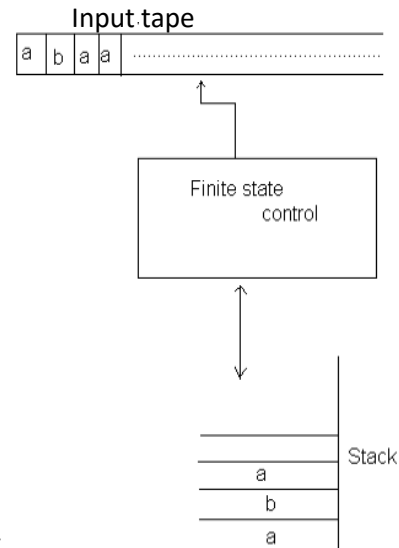 Input tape
a b a a
Finite state
control
Stack
a
b
a